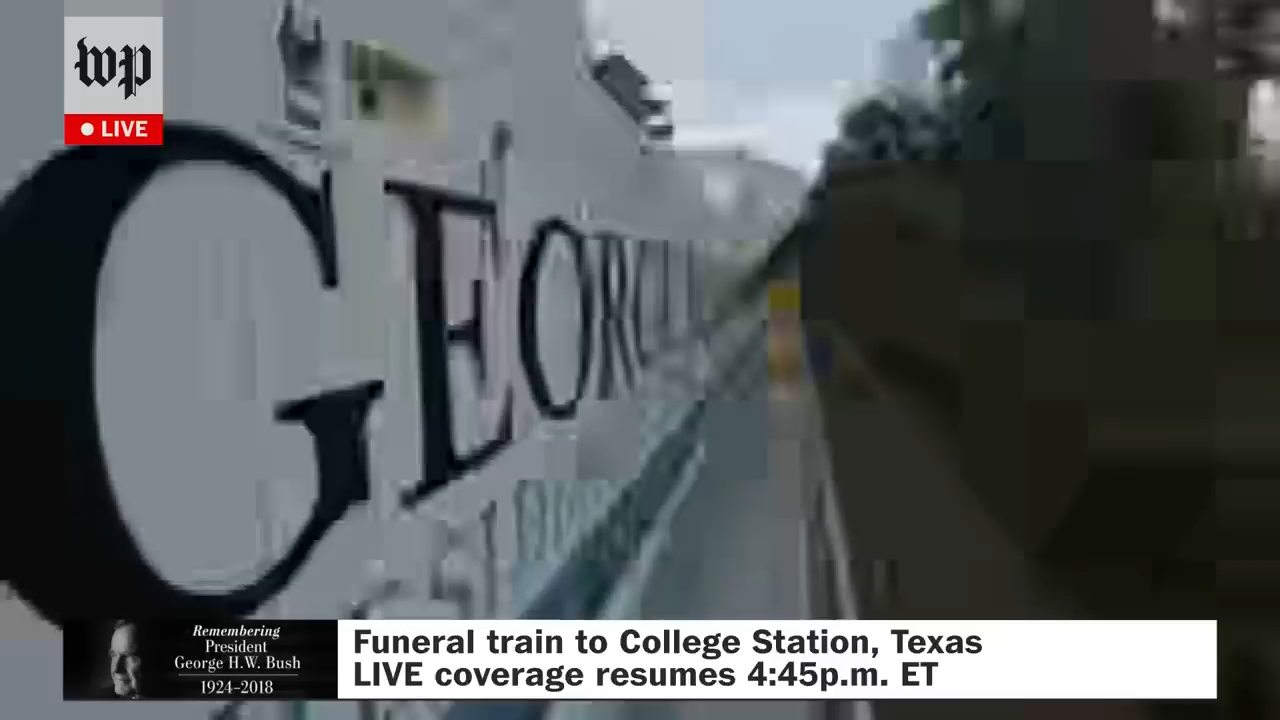 wp
LIVE
GEORGE
Remembering
President
George H.W. Bush
1924–2018
Funeral train to College Station, Texas
LIVE coverage resumes 4:45p.m. ET